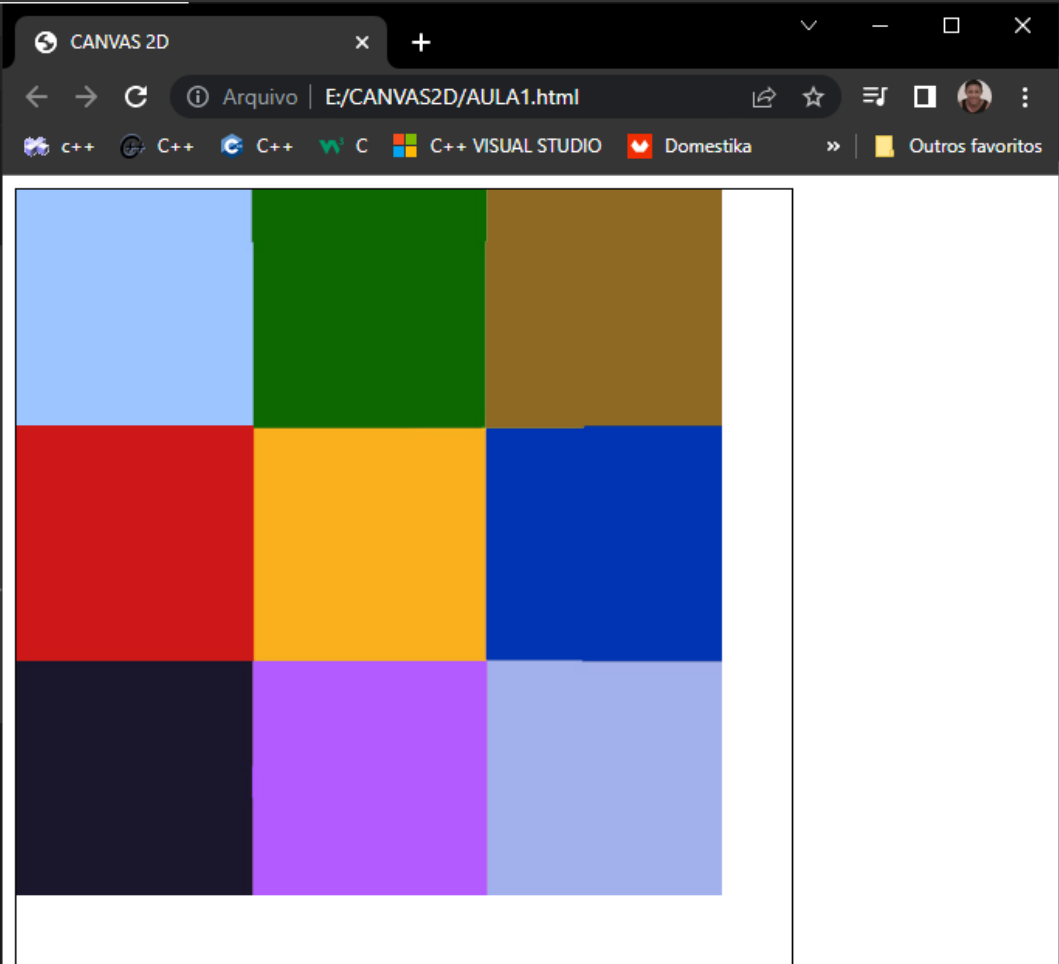 CANVAS 2D
Arquivo E:/CANVAS2D/AULA1.html
c++ C++ C++ C C++ VISUAL STUDIO Domestika » Outros favoritos